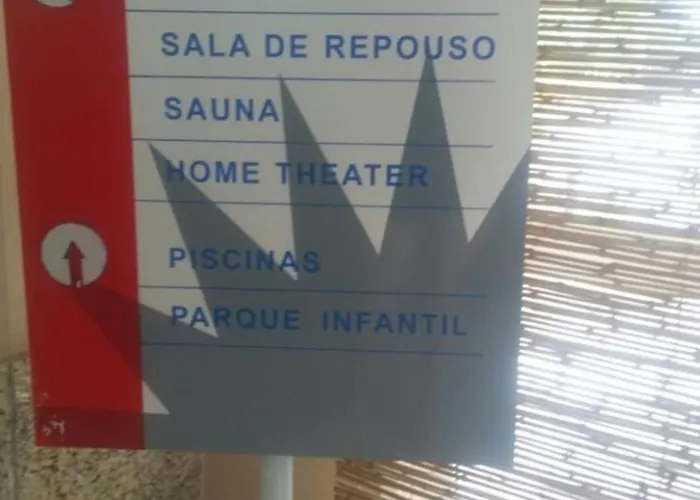 SALA DE REPOUSO
SAUNA
HOME THEATER
PISCINAS
PARQUE INFANTIL